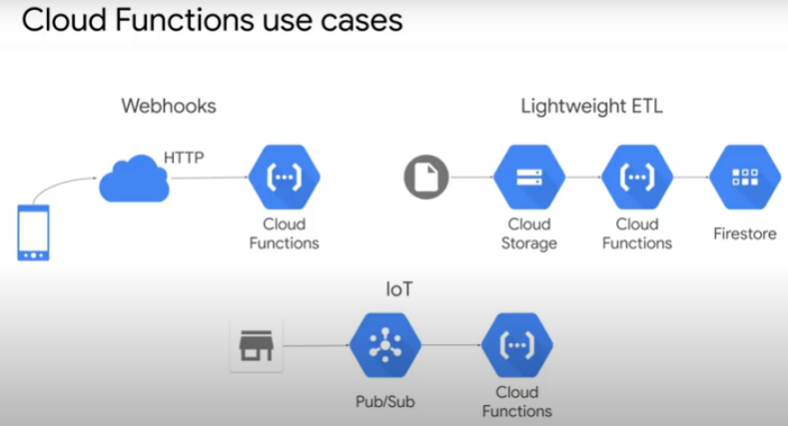 Cloud Functions use cases
Webhooks
HTTP
Cloud
Functions
Lightweight ETL
Cloud
Storage
Cloud
Functions
Firestore
IoT
Pub/Sub
Cloud
Functions